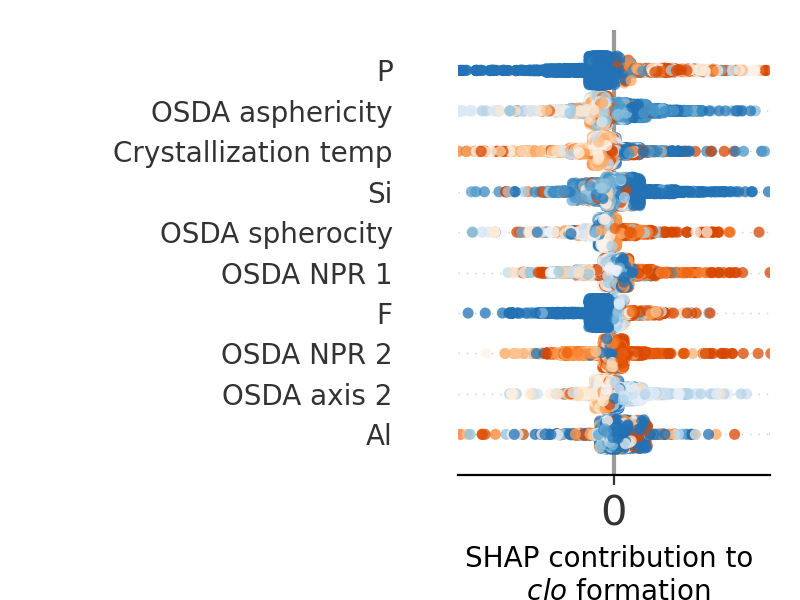 P
OSDA asphericity
Crystallization temp
Si
OSDA spherocity
OSDA NPR 1
F
OSDA NPR 2
OSDA axis 2
Al
0
SHAP contribution to
clo formation